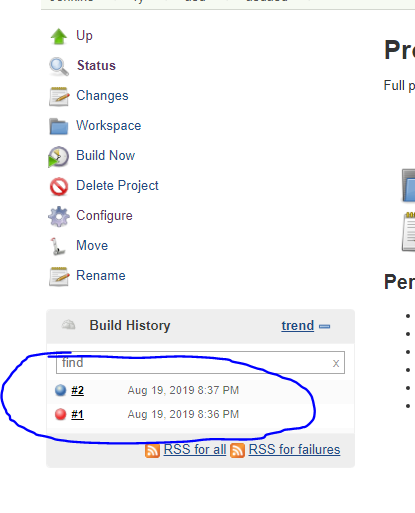 Up
Status
Changes
Workspace
Build Now
Delete Project
Configure
Move
Rename
Build History trend
find x
#2 Aug 19, 2019 8:37 PM
#1 Aug 19, 2019 8:36 PM
RSS for all RSS for failures
Pr
Full p
Per